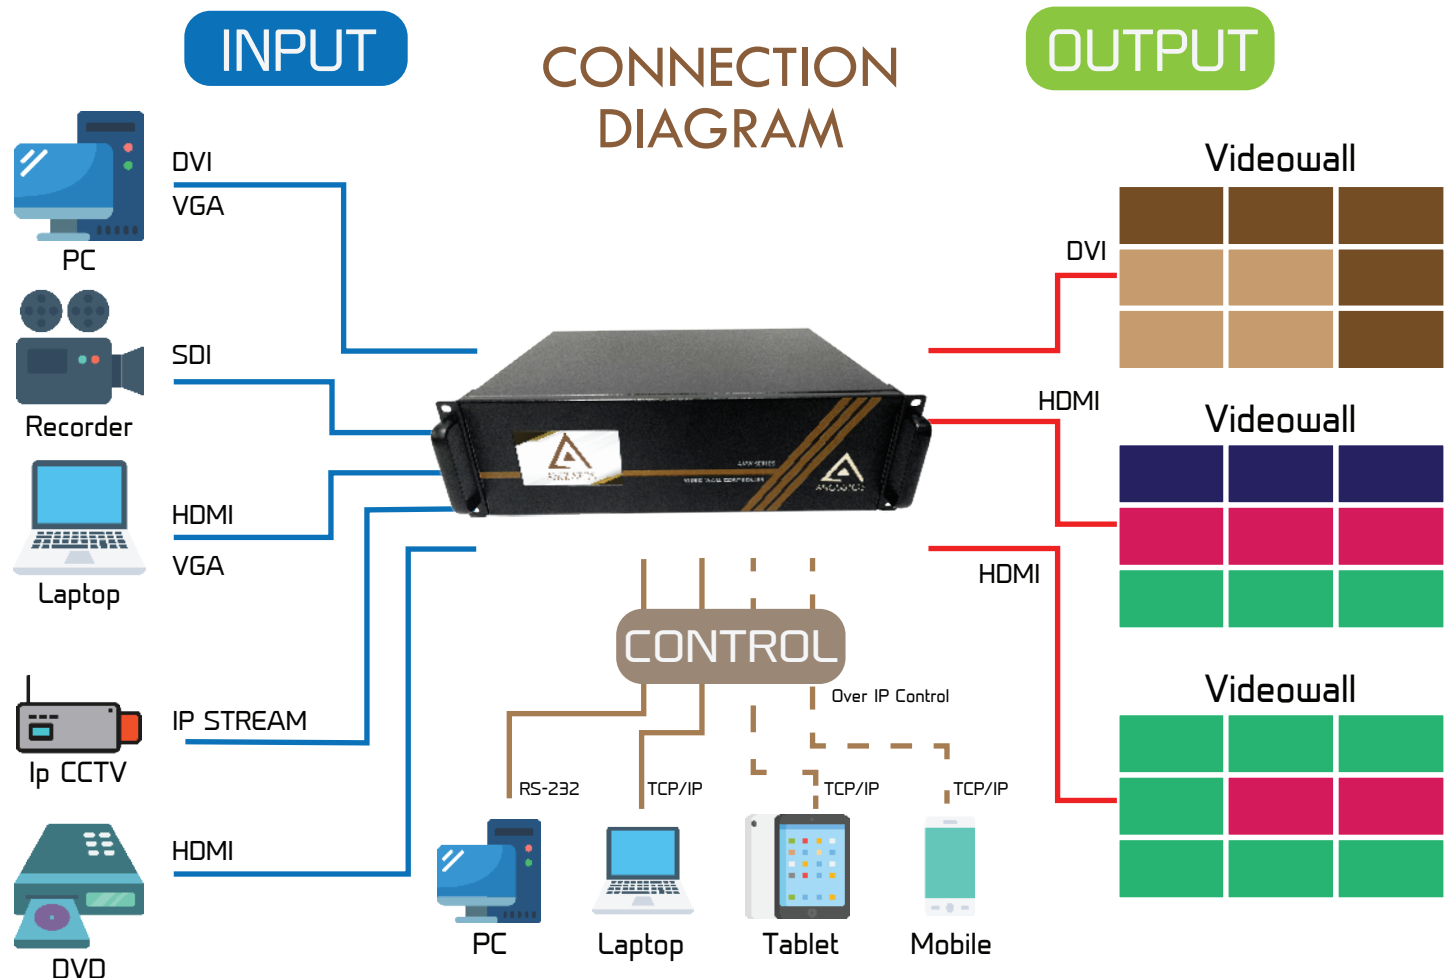 INPUT
CONNECTION
DIAGRAM
OUTPUT
DVI
VGA
PC
SDI
Recorder
HDMI
VGA
Laptop
IP STREAM
Ip CCTV
HDMI
DVD
CONTROL
Over IP Control
RS-232
TCP/IP
TCP/IP
TCP/IP
PC
Laptop
Tablet
Mobile
Videowall
DVI
HDMI
Videowall
HDMI
Videowall